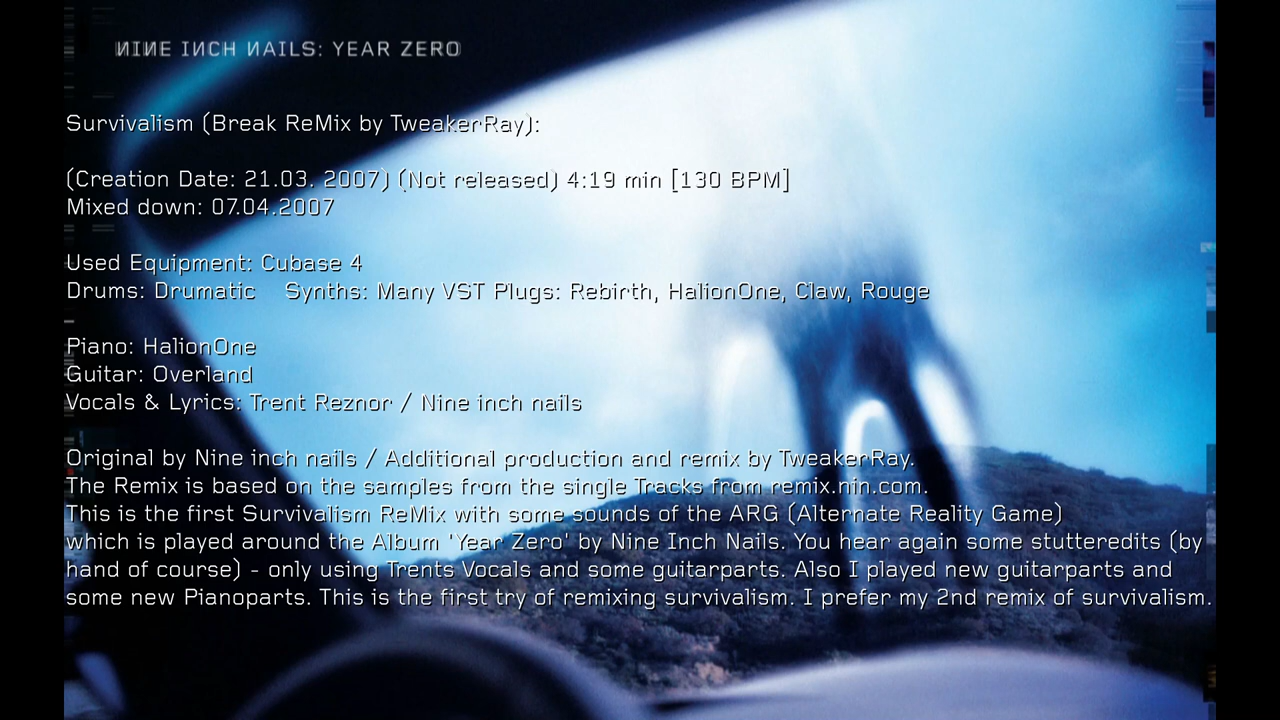 NINE INCH NAILS: YEAR ZERO
Survivalism (Break ReMix by TweakerRay):
(Creation Date: 21.03. 2007) (Not released) 4:19 min [130 BPM]
Mixed down: 07.04.2007
Used Equipment: Cubase 4
Drums: Drumatic Synths: Many VST Plugs: Rebirth, HalionOne, Claw, Rouge
Piano: HalionOne
Guitar: Overland
Vocals & Lyrics: Trent Reznor / Nine inch nails
Original by Nine inch nails / Additional production and remix by TweakerRay.
The Remix is based on the samples from the single Tracks from remix.nin.com.
This is the first Survivalism ReMix with some sounds of the ARG (Alternate Reality Game)
which is played around the Album 'Year Zero' by Nine Inch Nails. You hear again some stutteredits (by
hand of course) - only using Trents Vocals and some guitarparts. Also I played new guitarparts and
some new Pianoparts. This is the first try of remixing survivalism. I prefer my 2nd remix of survivalism.